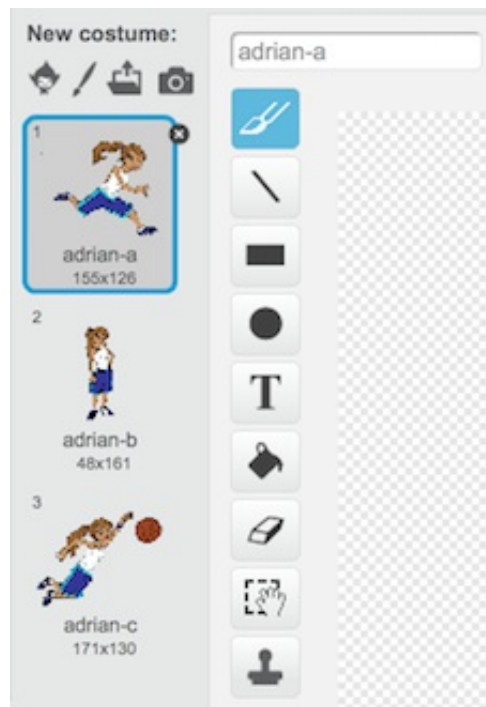 New costume:
adrian-a
1
adrian-a
155x126
2
adrian-b
48x161
3
adrian-c
171x130
T